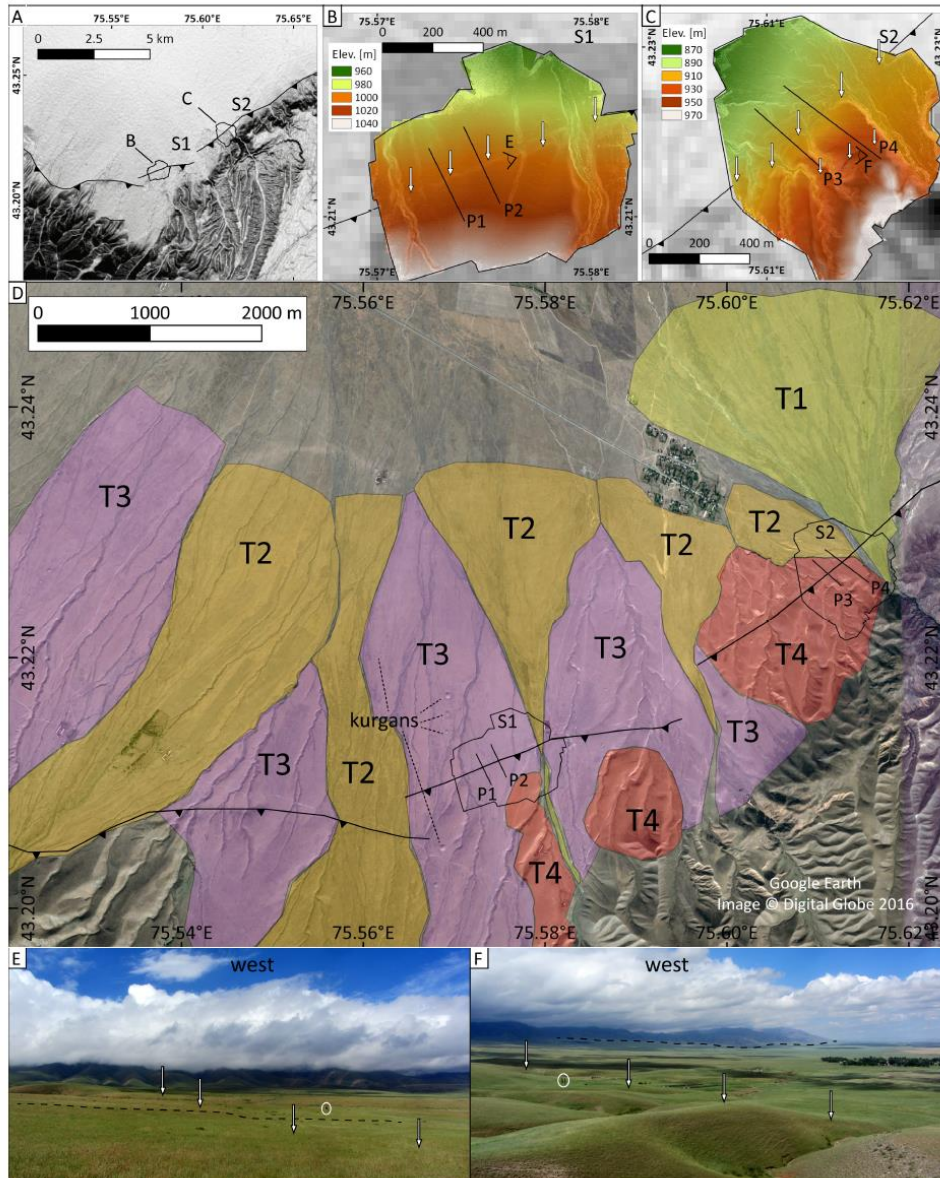 A
75.55°E
75.60°E
75.65°E
0 2.5 5 km
43.25°N
43.20°N
B
C
S1
S2
B
75.57°E
75.58°E
0 200 400 m
S1
Elev. [m]
960
980
1000
1020
1040
E
P1
P2
43.21°N
43.21°N
75.57°E
75.58°E
C
75.61°E
S2
43.23°N
43.23°N
Elev. [m]
870
890
910
930
950
970
P4
F
P3
0 200 400 m
75.61°E
D
0 1000 2000 m
75.56°E
75.58°E
75.60°E
75.62°E
43.24°N
43.24°N
T1
T3
T2
T2
T2
T2
S2
P4
P3
43.22°N
43.22°N
T3
T3
T4
kurgans
S1
T3
T3
T2
P2
P1
T4
T4
Google Earth
Image © Digital Globe 2016
43.20°N
43.20°N
75.54°E
75.56°E
75.58°E
75.60°E
75.62°E
E
west
F
west